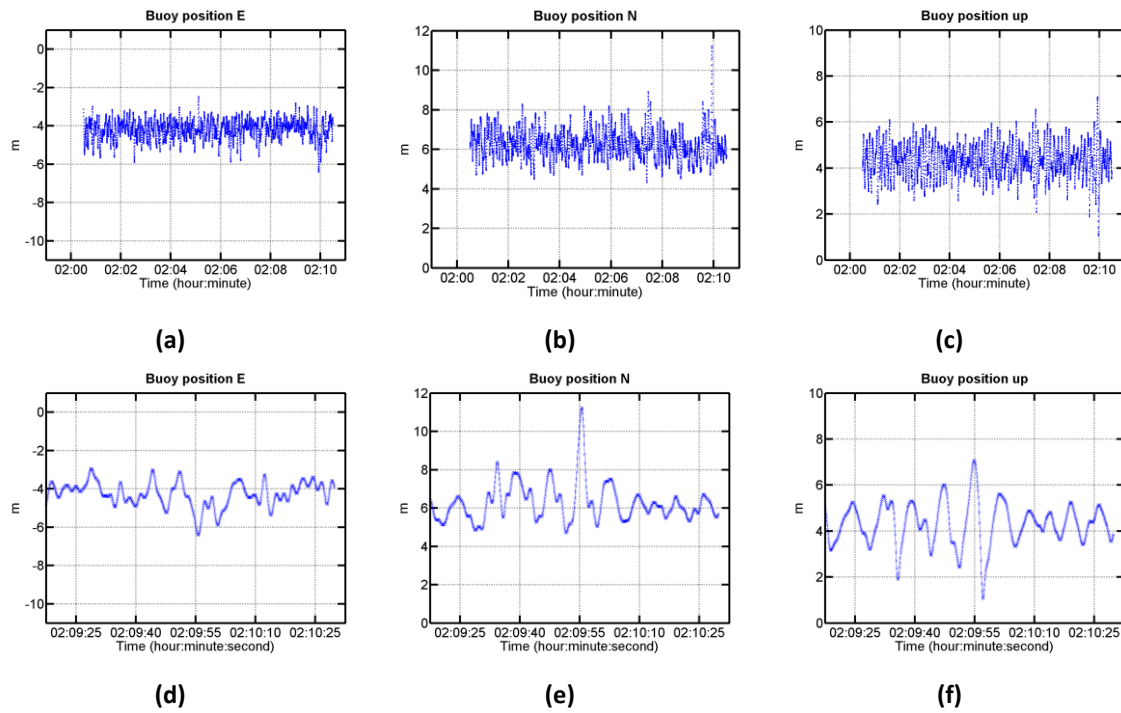 Buoy position E
0
-2
-4
-6
-8
-10
m
02:00 02:02 02:04 02:06 02:08 02:10
Time (hour:minute)
(a)
Buoy position N
12
10
8
6
4
2
0
m
02:00 02:02 02:04 02:06 02:08 02:10
Time (hour:minute)
(b)
Buoy position up
10
8
6
4
2
0
m
02:00 02:02 02:04 02:06 02:08 02:10
Time (hour:minute)
(c)
Buoy position E
0
-2
-4
-6
-8
-10
m
02:09:25 02:09:40 02:09:55 02:10:10 02:10:25
Time (hour:minute:second)
(d)
Buoy position N
12
10
8
6
4
2
0
m
02:09:25 02:09:40 02:09:55 02:10:10 02:10:25
Time (hour:minute:second)
(e)
Buoy position up
10
8
6
4
2
0
m
02:09:25 02:09:40 02:09:55 02:10:10 02:10:25
Time (hour:minute:second)
(f)